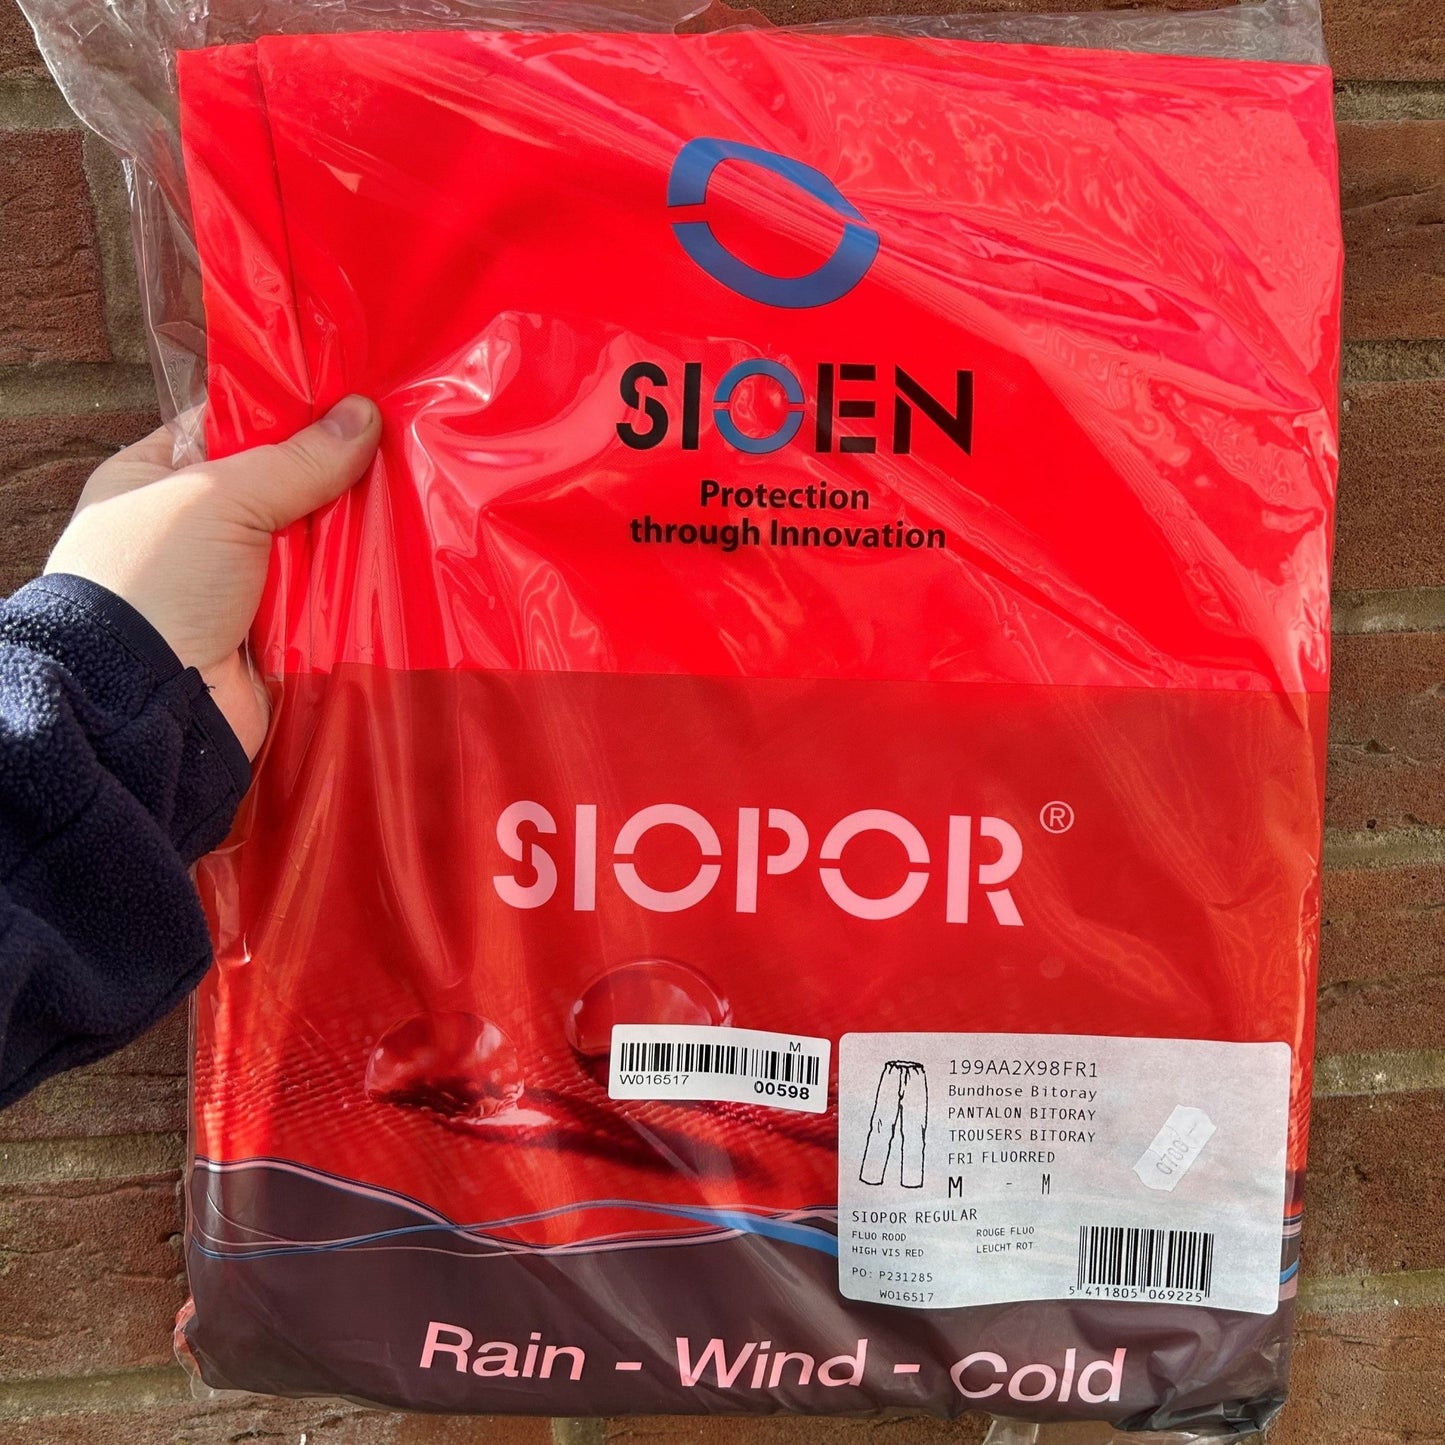 SIOEN
Protection
through Innovation
SIOPOR®
M
W016517
00598
199AA2X98FR1
Bundhose Bitoray
PANTALON BITORAY
TROUSERS BITORAY
FR1 FLUORRED
M - M
0700 -
SIOPOR REGULAR
FLUO ROOD ROUGE FLUO
HIGH VIS RED LEUCHT ROT
PO: P231285
W016517
5 411805 069225
Rain - Wind - Cold